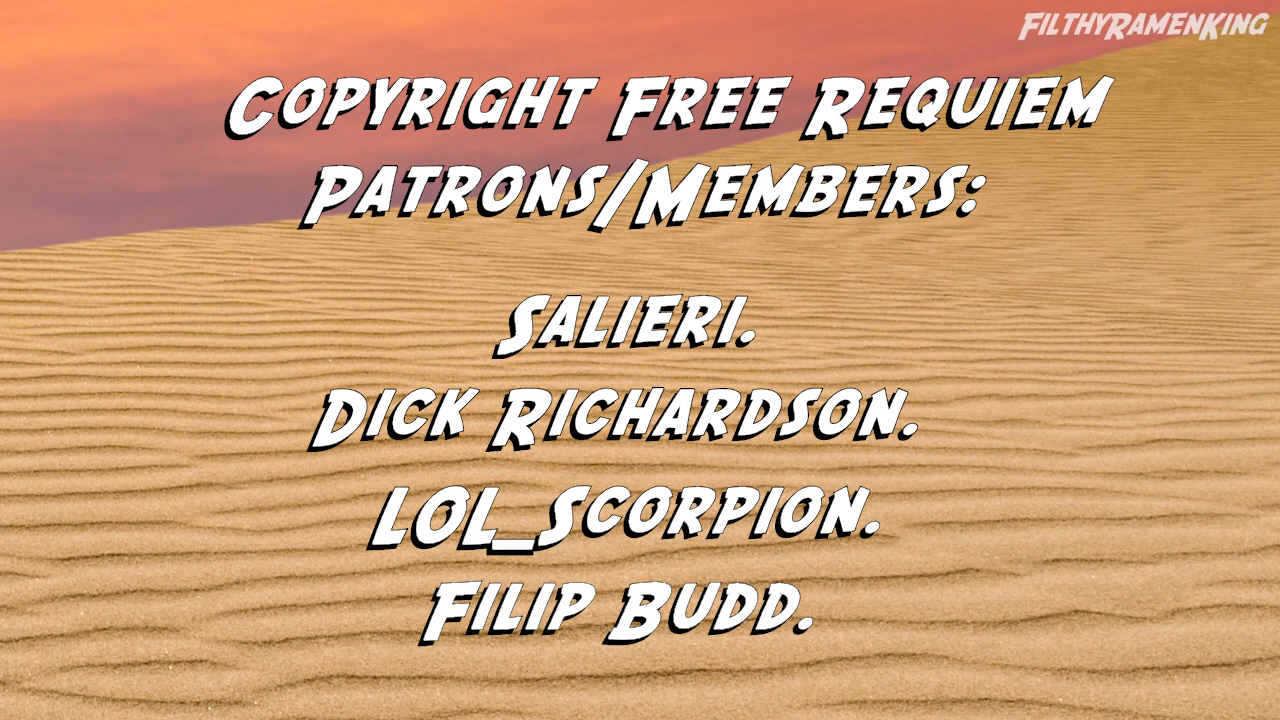 FilthyRamenKing
Copyright Free Requiem
Patrons/Members:
Salieri.
Dick Richardson.
LOL_Scorpion.
Filip Budd.